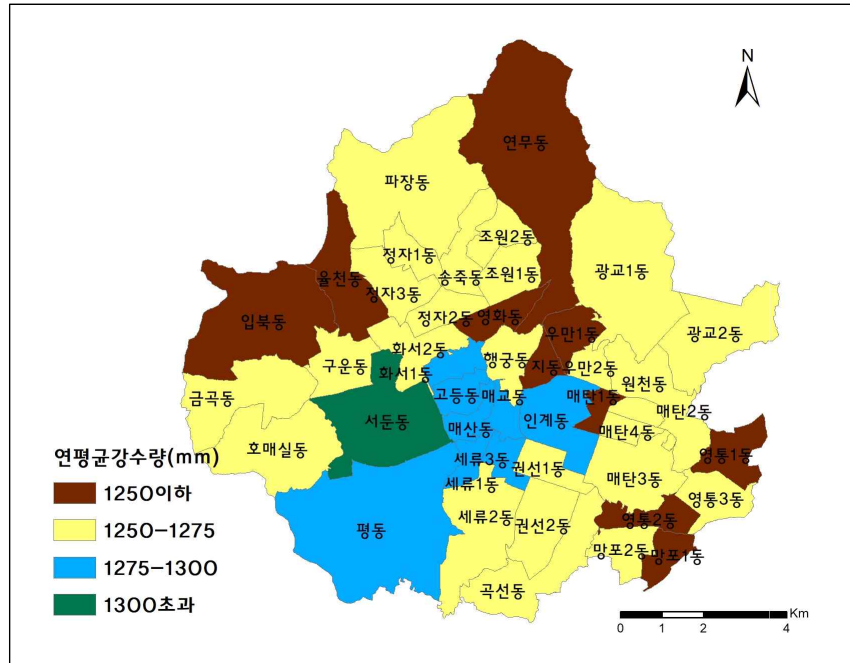 N
연무동
파장동
조원2동
정자1동
송죽동
조원1동
광교1동
율천동
정자3동
입북동
정자2동
영화동
우만1동
광교2동
화서2동
행궁동
구운동
화서1동
지동
우만2동
원천동
금곡동
고등동
매교동
매탄1동
서둔동
매산동
인계동
매탄2동
호매실동
매탄4동
세류3동
권선1동
영통1동
연평균강수량(mm)
세류1동
매탄3동
영통3동
1250이하
세류2동
권선2동
영통2동
1250-1275
평동
망포2동
망포1동
1275-1300
곡선동
1300초과
Km
0 1 2 4